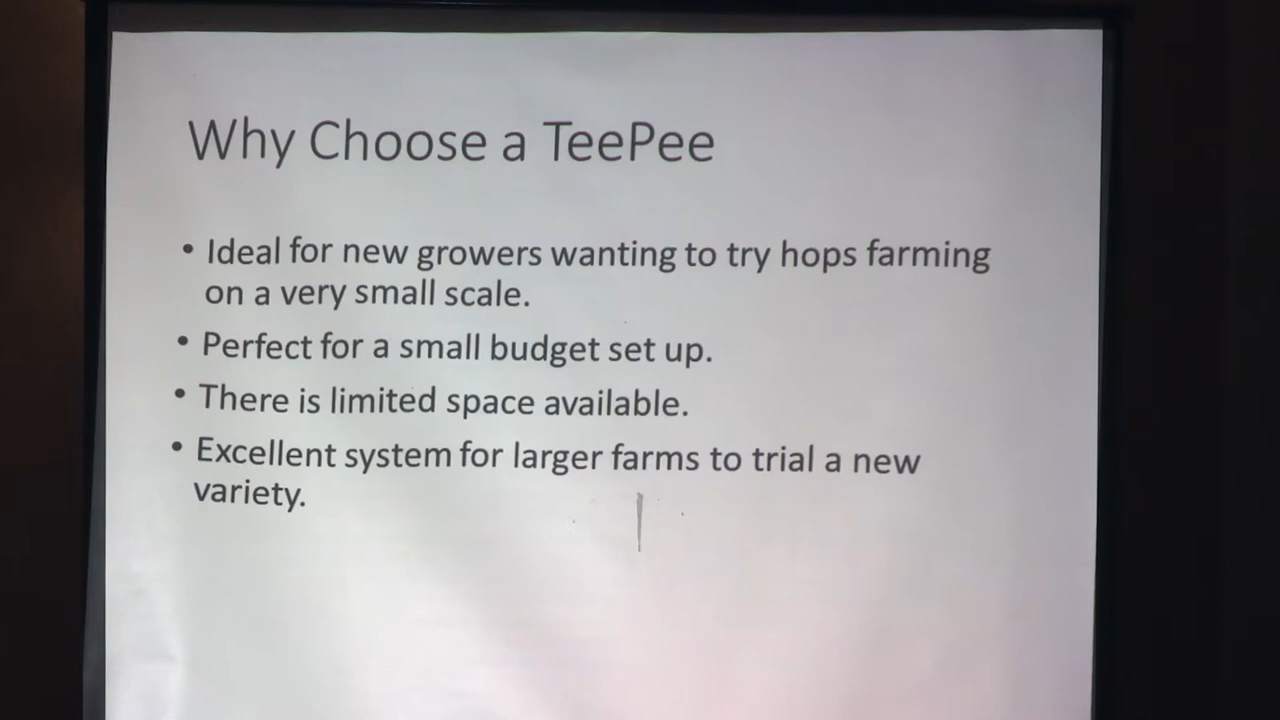 Why Choose a TeePee
• Ideal for new growers wanting to try hops farming
on a very small scale.
• Perfect for a small budget set up.
• There is limited space available.
• Excellent system for larger farms to trial a new
variety.